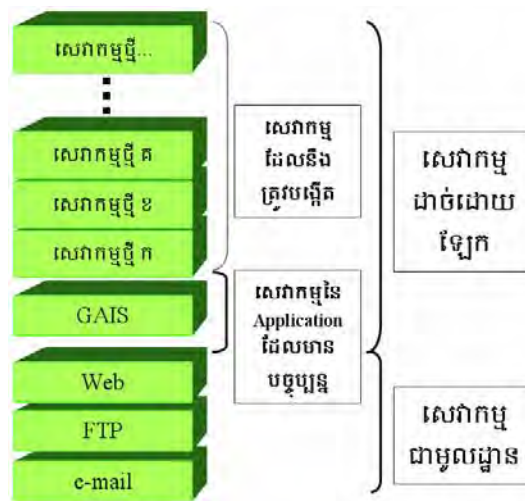 សេវាកម្មថ្មី...
សេវាកម្មថ្មី គ
សេវាកម្មថ្មី ខ
សេវាកម្មថ្មី ក
GAIS
Web
FTP
e-mail
សេវាកម្ម
ដែលនឹង
ត្រូវបង្កើត
សេវាកម្មនៃ
Application
ដែលមាន
បច្ចុប្បន្ន
សេវាកម្ម
ដាច់ដោយ
ឡែក
សេវាកម្ម
ជាមូលដ្ឋាន